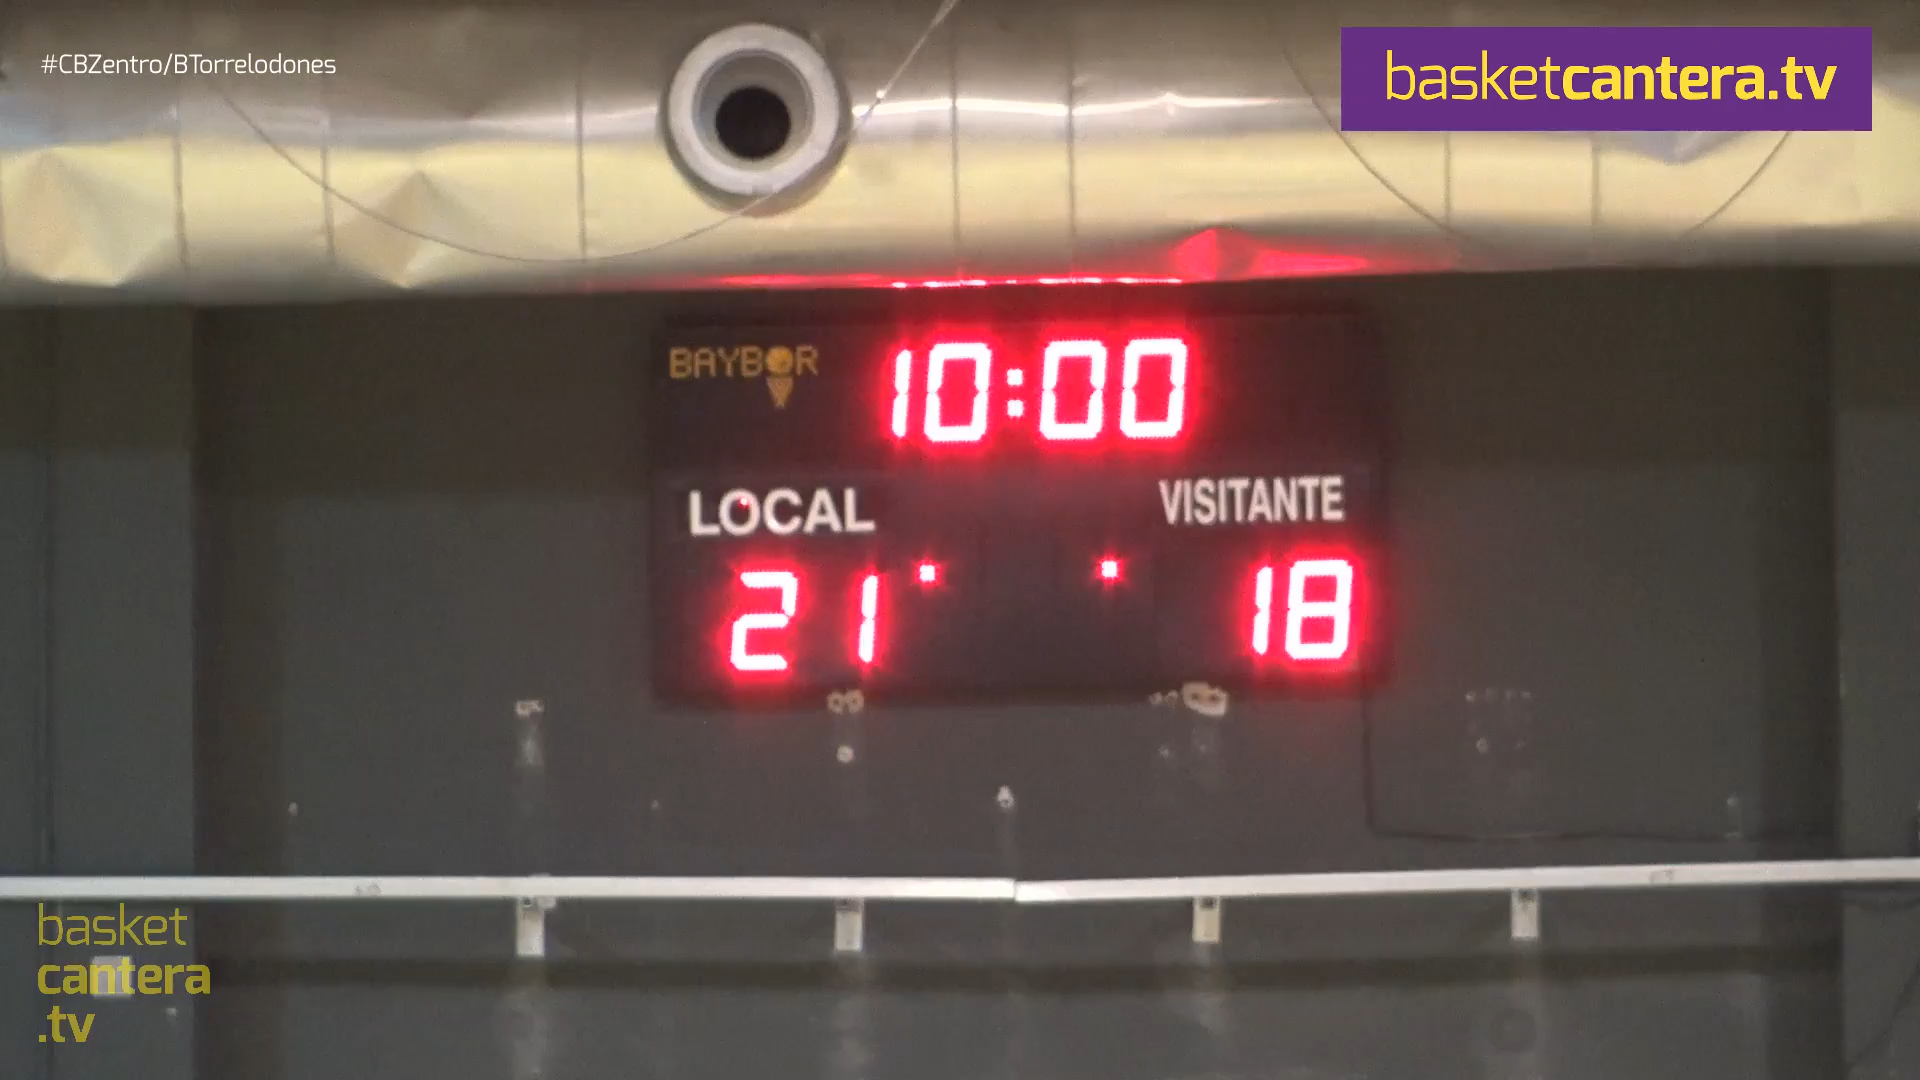 #CBZentro/BTorrelodones
basketcantera.tv
BAYBOR
10:00
LOCAL
VISITANTE
21
18
basket
cantera
.tv